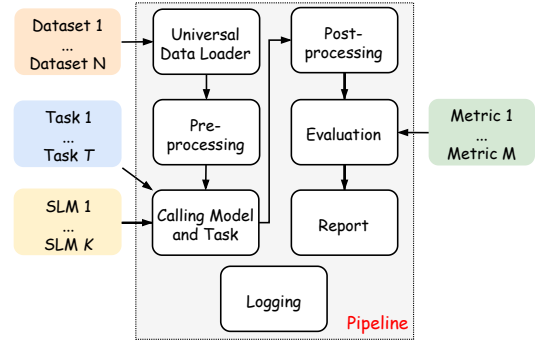 Dataset 1
...
Dataset N
Task 1
...
Task T
SLM 1
...
SLM K
Universal
Data Loader
Pre-
processing
Calling Model
and Task
Post-
processing
Evaluation
Report
Logging
Pipeline
Metric 1
...
Metric M